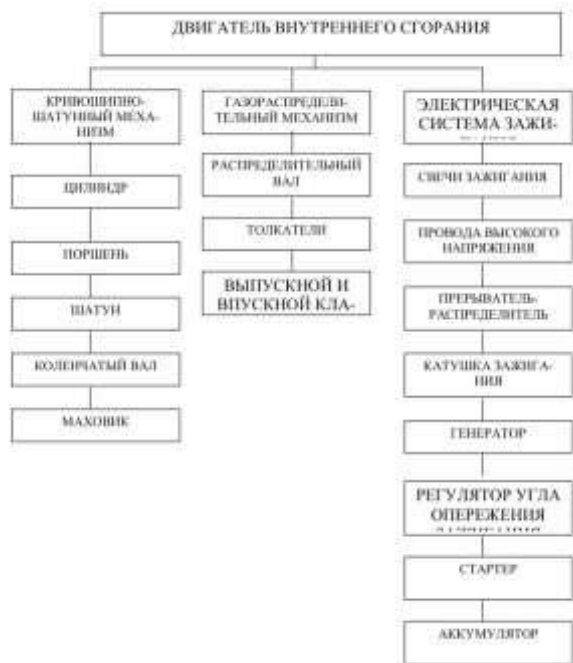 ДВИГАТЕЛЬ ВНУТРЕННЕГО СГОРАНИЯ
КРИВОШИПНО-
ШАТУННЫЙ МЕХА-
НИЗМ
ЦИЛИНДР
ПОРШЕНЬ
ШАТУН
КОЛЕНЧАТЫЙ ВАЛ
МАХОВИК
ГАЗОРАСПРЕДЕЛИ-
ТЕЛЬНЫЙ МЕХАНИЗМ
РАСПРЕДЕЛИТЕЛЬНЫЙ
ВАЛ
ТОЛКАТЕЛИ
ВЫПУСКНОЙ И
ВПУСКНОЙ КЛА-
ЭЛЕКТРИЧЕСКАЯ
СИСТЕМА ЗАЖИ-
СВЕЧИ ЗАЖИГАНИЯ
ПРОВОДА ВЫСОКОГО
НАПРЯЖЕНИЯ
ПРЕРЫВАТЕЛЬ-
РАСПРЕДЕЛИТЕЛЬ
КАТУШКА ЗАЖИГА-
НИЯ
ГЕНЕРАТОР
РЕГУЛЯТОР УГЛА
ОПЕРЕЖЕНИЯ
СТАРТЕР
АККУМУЛЯТОР